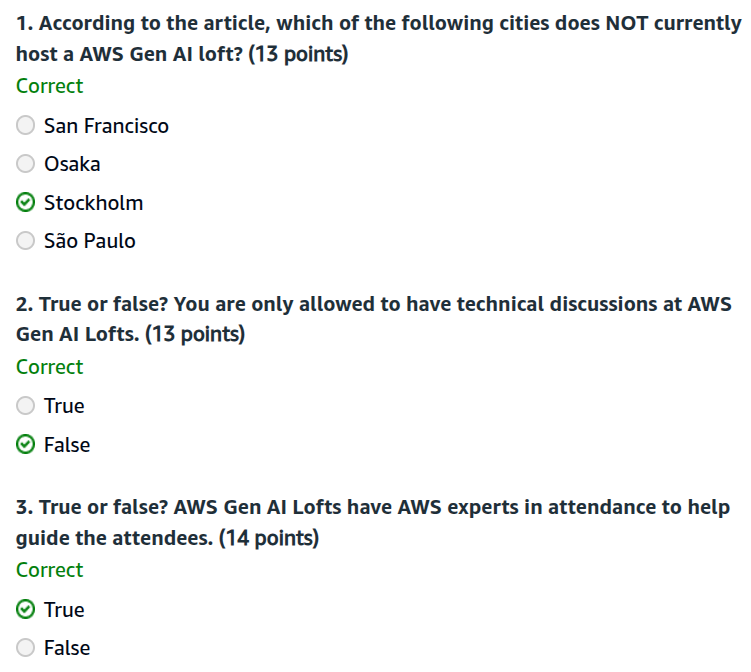 1. According to the article, which of the following cities does NOT currently
host a AWS Gen AI loft? (13 points)
Correct
San Francisco
Osaka
Stockholm
São Paulo
2. True or false? You are only allowed to have technical discussions at AWS
Gen AI Lofts. (13 points)
Correct
True
False
3. True or false? AWS Gen AI Lofts have AWS experts in attendance to help
guide the attendees. (14 points)
Correct
True
False